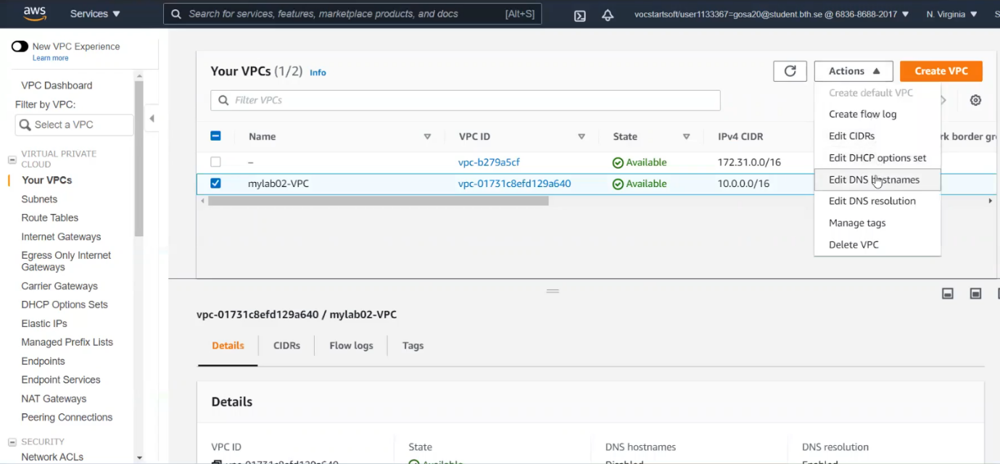 aws Services Search for services, features, marketplace products, and docs [Alt+S] vocstartsoft/user1133367=gosa20@student.bth.se @ 6836-8688-2017 N. Virginia S
New VPC Experience
Learn more
VPC Dashboard
Filter by VPC:
Select a VPC
VIRTUAL PRIVATE
CLOUD
Your VPCs
Subnets
Route Tables
Internet Gateways
Egress Only Internet
Gateways
Carrier Gateways
DHCP Options Sets
Elastic IPs
Managed Prefix Lists
Endpoints
Endpoint Services
NAT Gateways
Peering Connections
SECURITY
Network ACLs
Your VPCs (1/2) Info
Actions
Create VPC
Filter VPCs
Name VPC ID State IPv4 CIDR rk border gr
– vpc-b279a5cf Available 172.31.0.0/16
mylab02-VPC vpc-01731c8efd129a640 Available 10.0.0.0/16
Create default VPC
Create flow log
Edit CIDRs
Edit DHCP options set
Edit DNS hostnames
Edit DNS resolution
Manage tags
Delete VPC
vpc-01731c8efd129a640 / mylab02-VPC
Details CIDRs Flow logs Tags
Details
VPC ID State DNS hostnames DNS resolution
vpc-01731c8efd129a640 Available Disabled Enabled